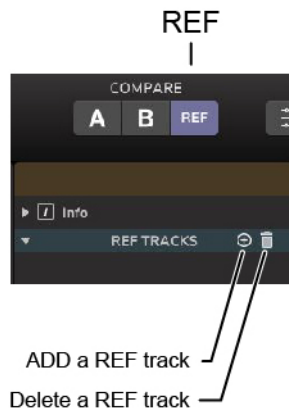 REF
COMPARE
A B REF
Info
REF TRACKS
ADD a REF track
Delete a REF track